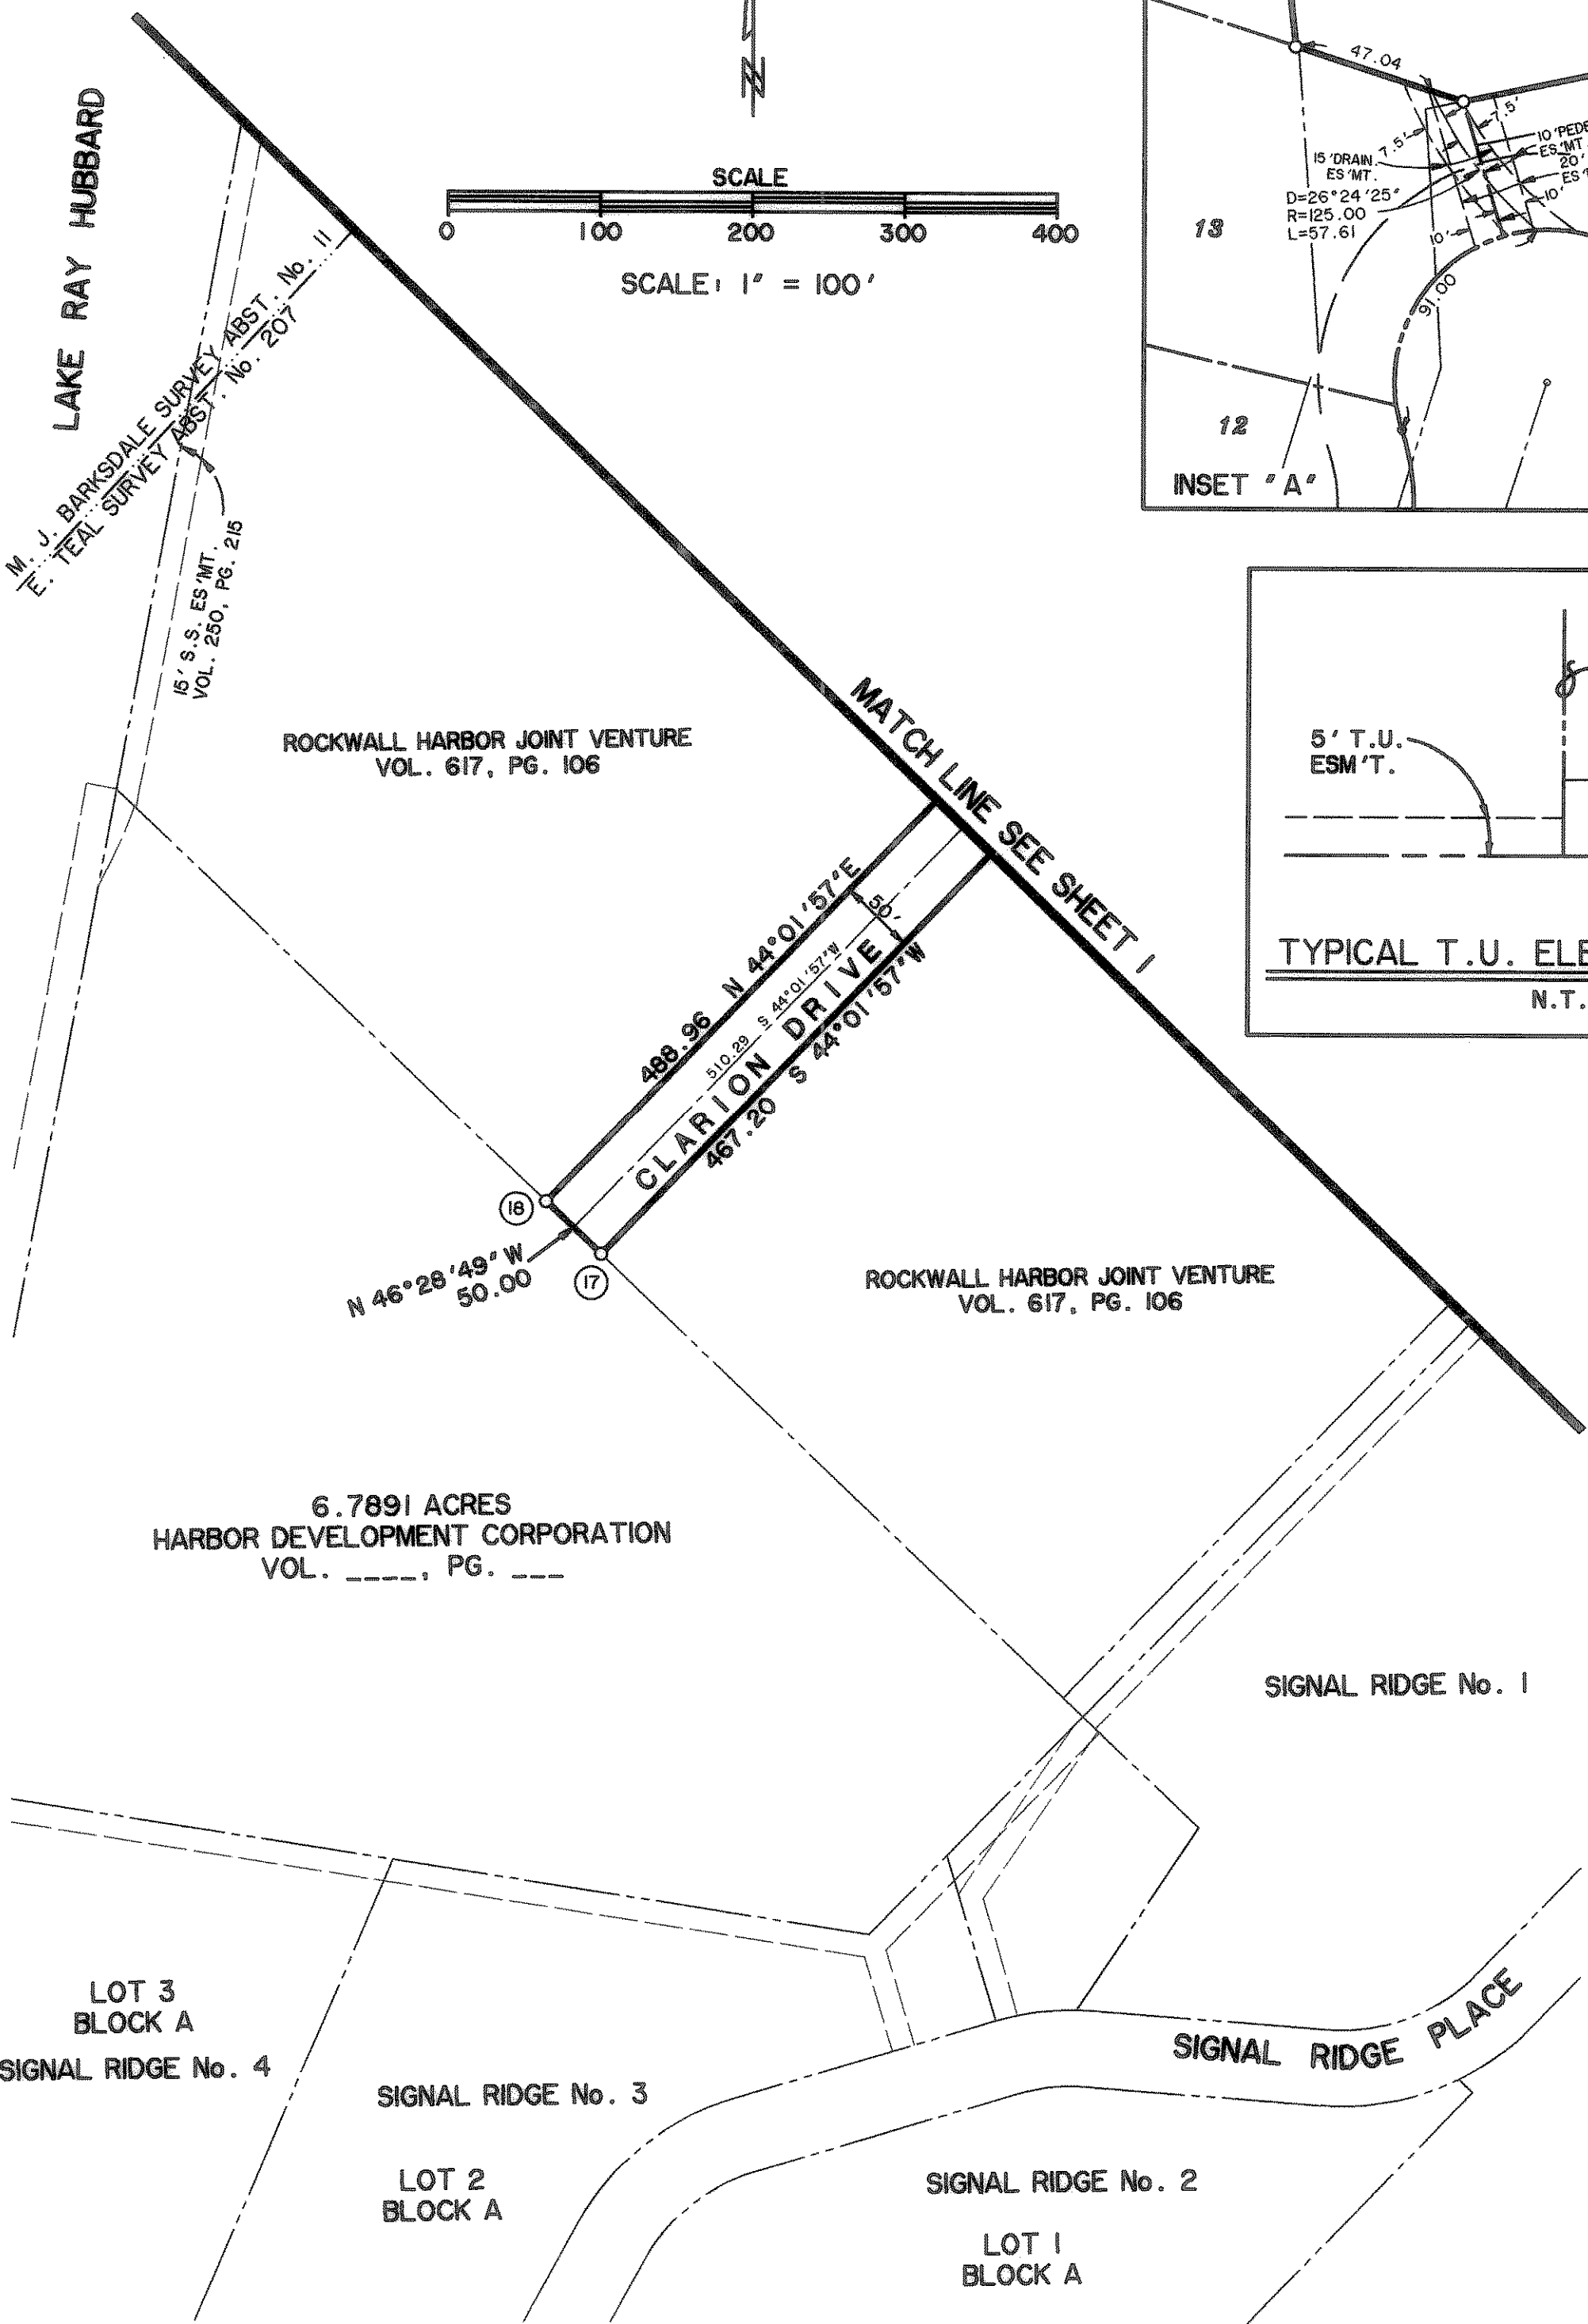 N
SCALE
0 100 200 300 400
SCALE: 1" = 100'
LAKE RAY HUBBARD
M. J. BARKSDALE SURVEY ABST. No. 11
E. TEAL SURVEY ABST. No. 207
15' S.S. ES'MT.
VOL. 250, PG. 215
47.04
7.5'
7.5'
15' DRAIN.
ES'MT.
10' PEDE
ES'MT.
20'
D=26°24'25"
R=125.00
L=57.61
10'
10'
91.00
13
12
INSET "A"
5' T.U.
ESM'T.
TYPICAL T.U. ELE
N.T.
ROCKWALL HARBOR JOINT VENTURE
VOL. 617, PG. 106
MATCH LINE SEE SHEET 1
488.96 N 44°01'57"E
50'
510.29 S 44°01'57"W
CLARION DRIVE
467.20 S 44°01'57"W
18
17
N 46°28'49" W
50.00
ROCKWALL HARBOR JOINT VENTURE
VOL. 617, PG. 106
6.7891 ACRES
HARBOR DEVELOPMENT CORPORATION
VOL. ____, PG. ___
SIGNAL RIDGE No. 1
LOT 3
BLOCK A
SIGNAL RIDGE No. 4
SIGNAL RIDGE No. 3
LOT 2
BLOCK A
SIGNAL RIDGE PLACE
SIGNAL RIDGE No. 2
LOT 1
BLOCK A